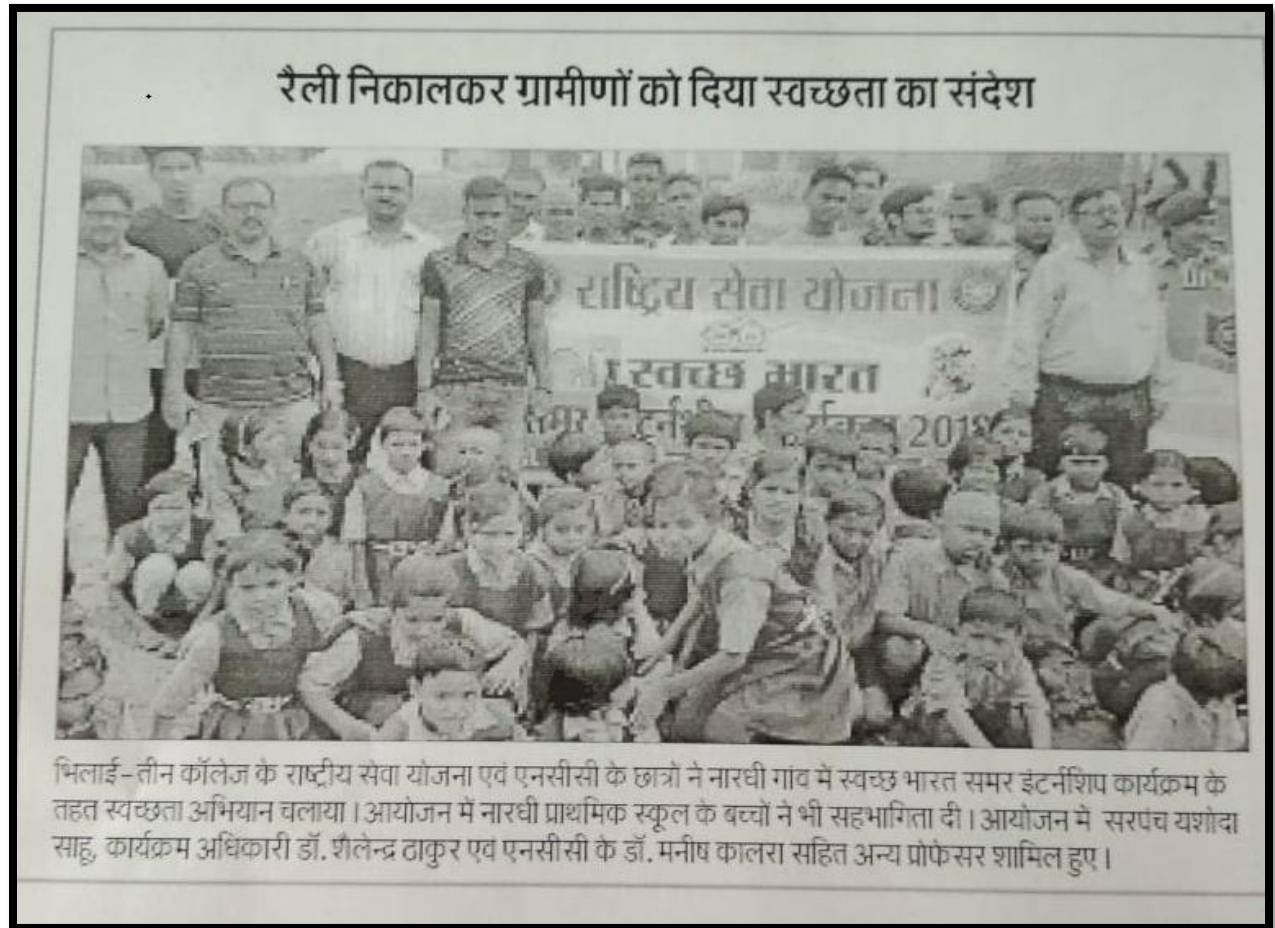 रैली निकालकर ग्रामीणों को दिया स्वच्छता का संदेश
राष्ट्रिय सेवा योजना
स्वच्छ भारत
2018
भिलाई-तीन कॉलेज के राष्ट्रीय सेवा योजना एवं एनसीसी के छात्रों ने नारधी गांव में स्वच्छ भारत समर इंटर्नशिप कार्यक्रम के
तहत स्वच्छता अभियान चलाया। आयोजन में नारधी प्राथमिक स्कूल के बच्चों ने भी सहभागिता दी। आयोजन में सरपंच यशोदा
साहू, कार्यक्रम अधिकारी डॉ. शैलेन्द्र ठाकुर एवं एनसीसी के डॉ. मनीष कालरा सहित अन्य प्रोफेसर शामिल हुए।